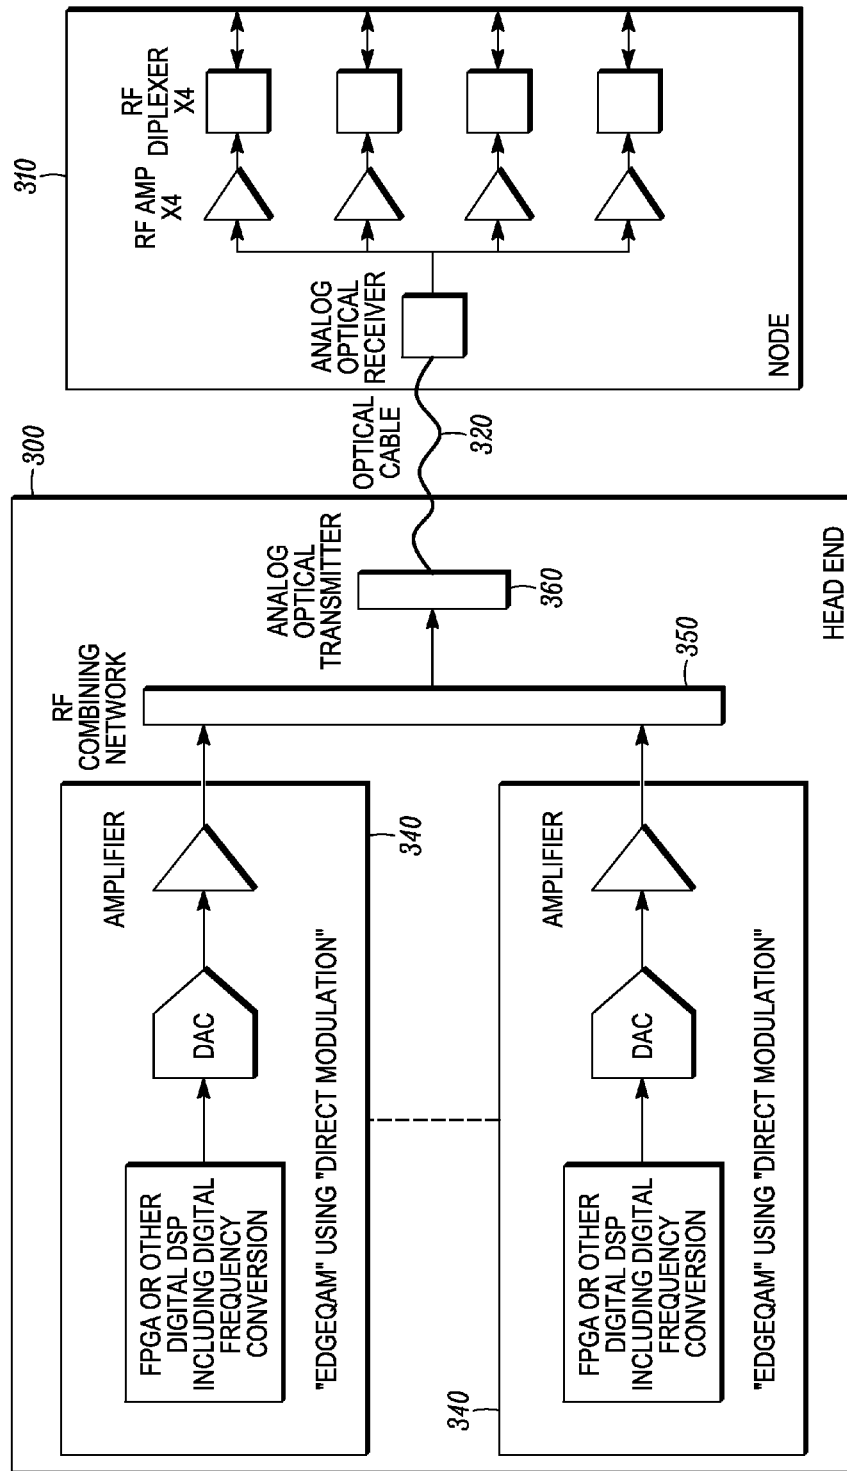 300
310
"EDGEQAM" USING "DIRECT MODULATION"
FPGA OR OTHER
DIGITAL DSP
INCLUDING DIGITAL
FREQUENCY
CONVERSION
DAC
AMPLIFIER
340
RF
COMBINING
NETWORK
350
ANALOG
OPTICAL
TRANSMITTER
360
OPTICAL
CABLE
320
ANALOG
OPTICAL
RECEIVER
RF AMP
X4
RF
DIPLEXER
X4
NODE
340
FPGA OR OTHER
DIGITAL DSP
INCLUDING DIGITAL
FREQUENCY
CONVERSION
DAC
AMPLIFIER
"EDGEQAM" USING "DIRECT MODULATION"
HEAD END